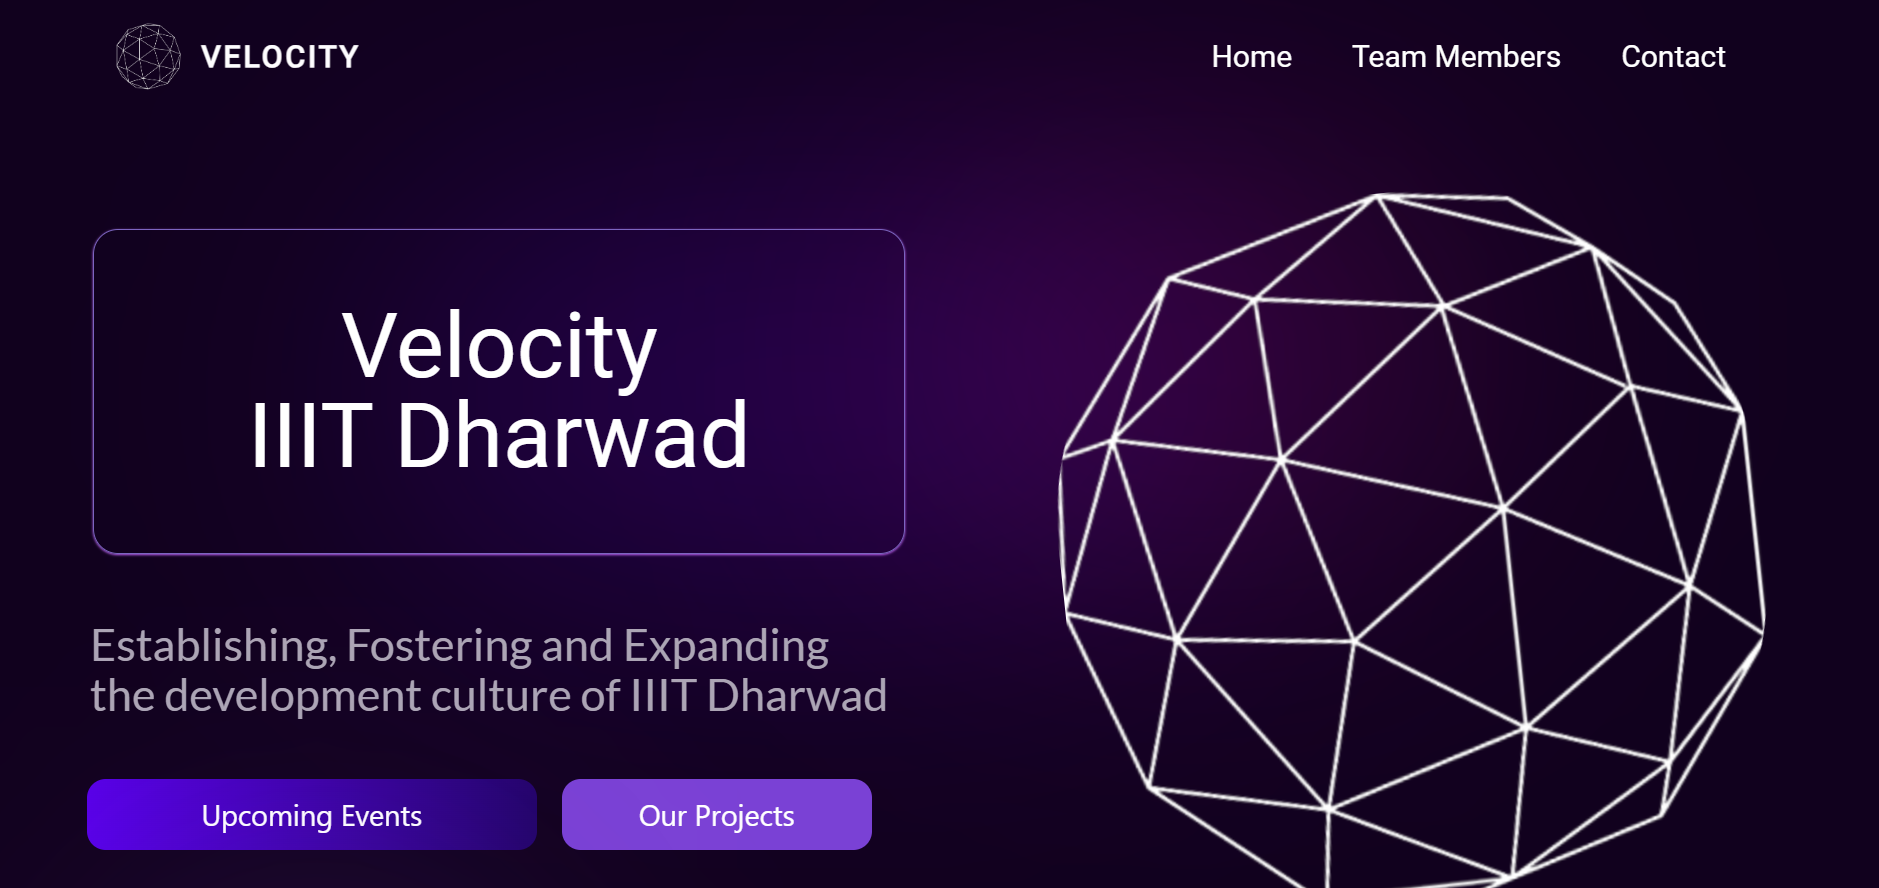 VELOCITY
Home
Team Members
Contact
Velocity
IIIT Dharwad
Establishing, Fostering and Expanding
the development culture of IIIT Dharwad
Upcoming Events
Our Projects